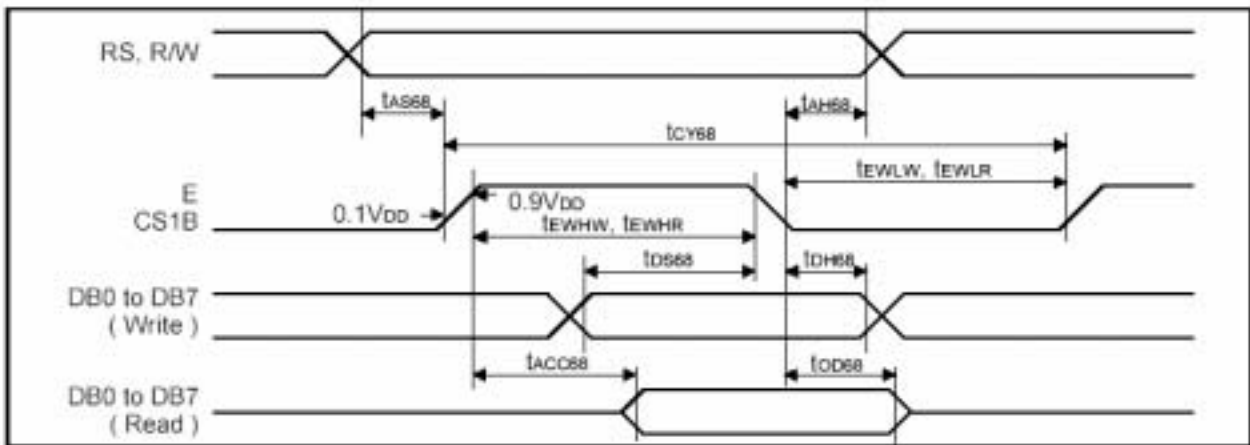 RS, R/W
tAS68
tAH68
tCY68
tEWLW, tEWLR
E
CS1B
0.1VDD
0.9VDD
tEWHW, tEWHR
tDS68
tDH68
DB0 to DB7
( Write )
tACC68
tOD68
DB0 to DB7
( Read )